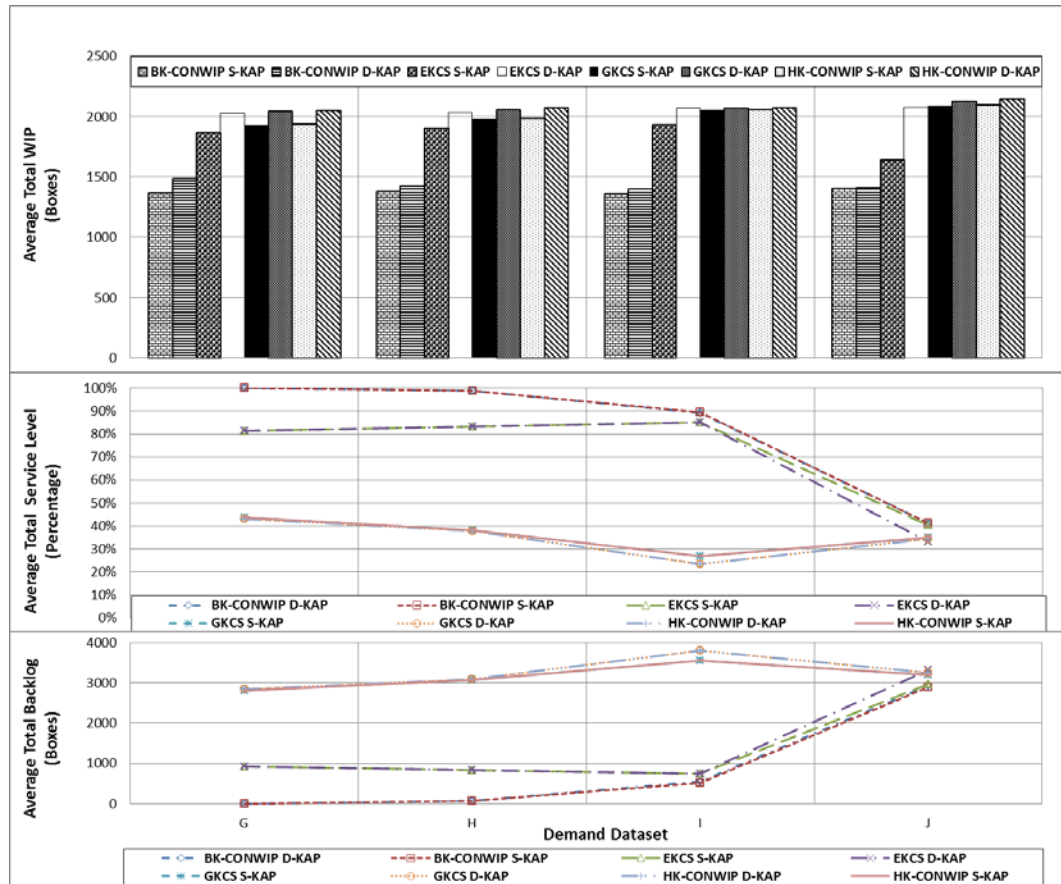 2500
BK-CONWIP S-KAP BK-CONWIP D-KAP EKCS S-KAP EKCS D-KAP GKCS S-KAP GKCS D-KAP HK-CONWIP S-KAP HK-CONWIP D-KAP
2000
1500
1000
500
0
Average Total WIP
(Boxes)
100%
90%
80%
70%
60%
50%
40%
30%
20%
10%
0%
Average Total Service Level
(Percentage)
BK-CONWIP D-KAP BK-CONWIP S-KAP EKCS S-KAP EKCS D-KAP
GKCS S-KAP GKCS D-KAP HK-CONWIP D-KAP HK-CONWIP S-KAP
4000
3000
2000
1000
0
Average Total Backlog
(Boxes)
G H I J
Demand Dataset
BK-CONWIP D-KAP BK-CONWIP S-KAP EKCS S-KAP EKCS D-KAP
GKCS S-KAP GKCS D-KAP HK-CONWIP D-KAP HK-CONWIP S-KAP